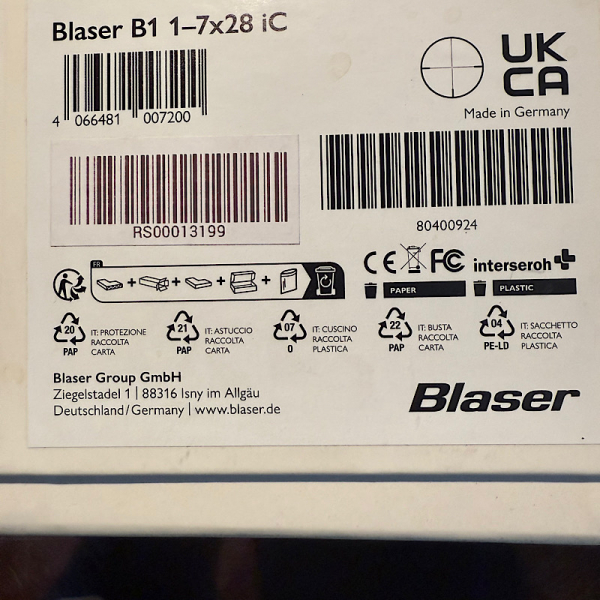 Blaser B1 1–7x28 iC
UK
CA
Made in Germany
4 066481 007200
RS00013199
80400924
FR
CE FC interseroh
PAPER
PLASTIC
20
PAP
IT: PROTEZIONE
RACCOLTA
CARTA
21
PAP
IT: ASTUCCIO
RACCOLTA
CARTA
07
O
IT: CUSCINO
RACCOLTA
PLASTICA
22
PAP
IT: BUSTA
RACCOLTA
CARTA
04
PE-LD
IT: SACCHETTO
RACCOLTA
PLASTICA
Blaser Group GmbH
Ziegelstadel 1 | 88316 Isny im Allgäu
Deutschland/Germany | www.blaser.de
Blaser